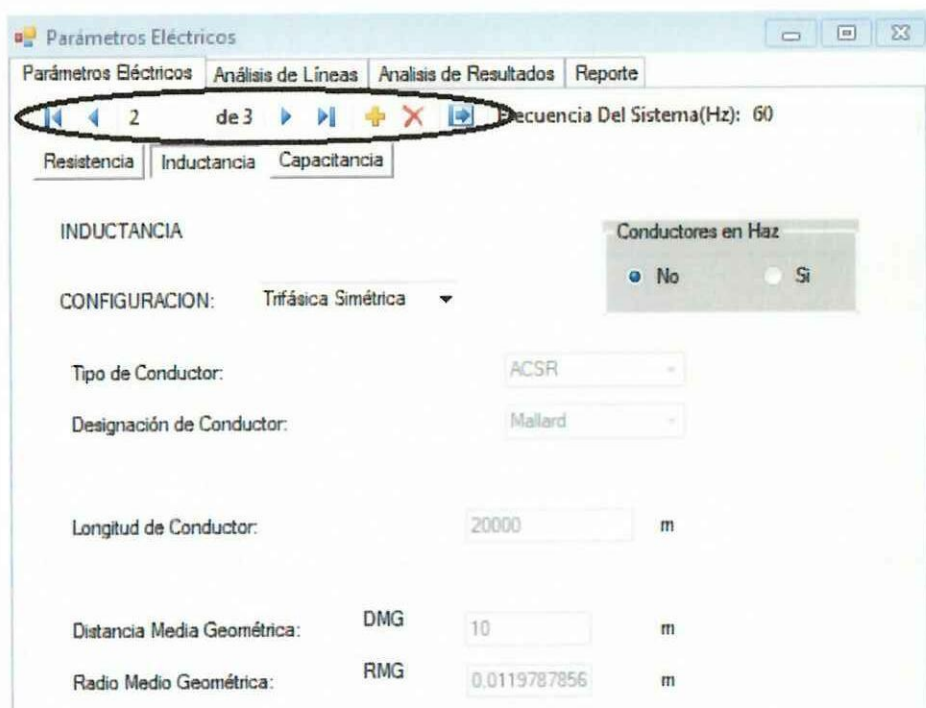 Parámetros Eléctricos
Parámetros Eléctricos Análisis de Líneas Analisis de Resultados Reporte
2 de 3 Frecuencia Del Sistema(Hz): 60
Resistencia Inductancia Capacitancia
INDUCTANCIA
Conductores en Haz
No Si
CONFIGURACION: Trifásica Simétrica
Tipo de Conductor: ACSR
Designación de Conductor: Mallard
Longitud de Conductor: 20000 m
Distancia Media Geométrica: DMG 10 m
Radio Medio Geométrica: RMG 0.0119787856 m